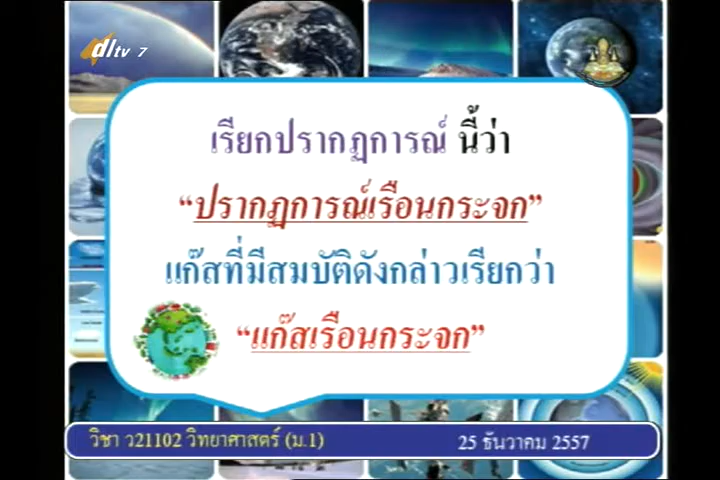 dltv 7
เรียกปรากฏการณ์ นี้ว่า
“ปรากฏการณ์เรือนกระจก”
แก๊สที่มีสมบัติดังกล่าวเรียกว่า
“แก๊สเรือนกระจก”
วิชา ว21102 วิทยาศาสตร์ (ม.1) 25 ธันวาคม 2557